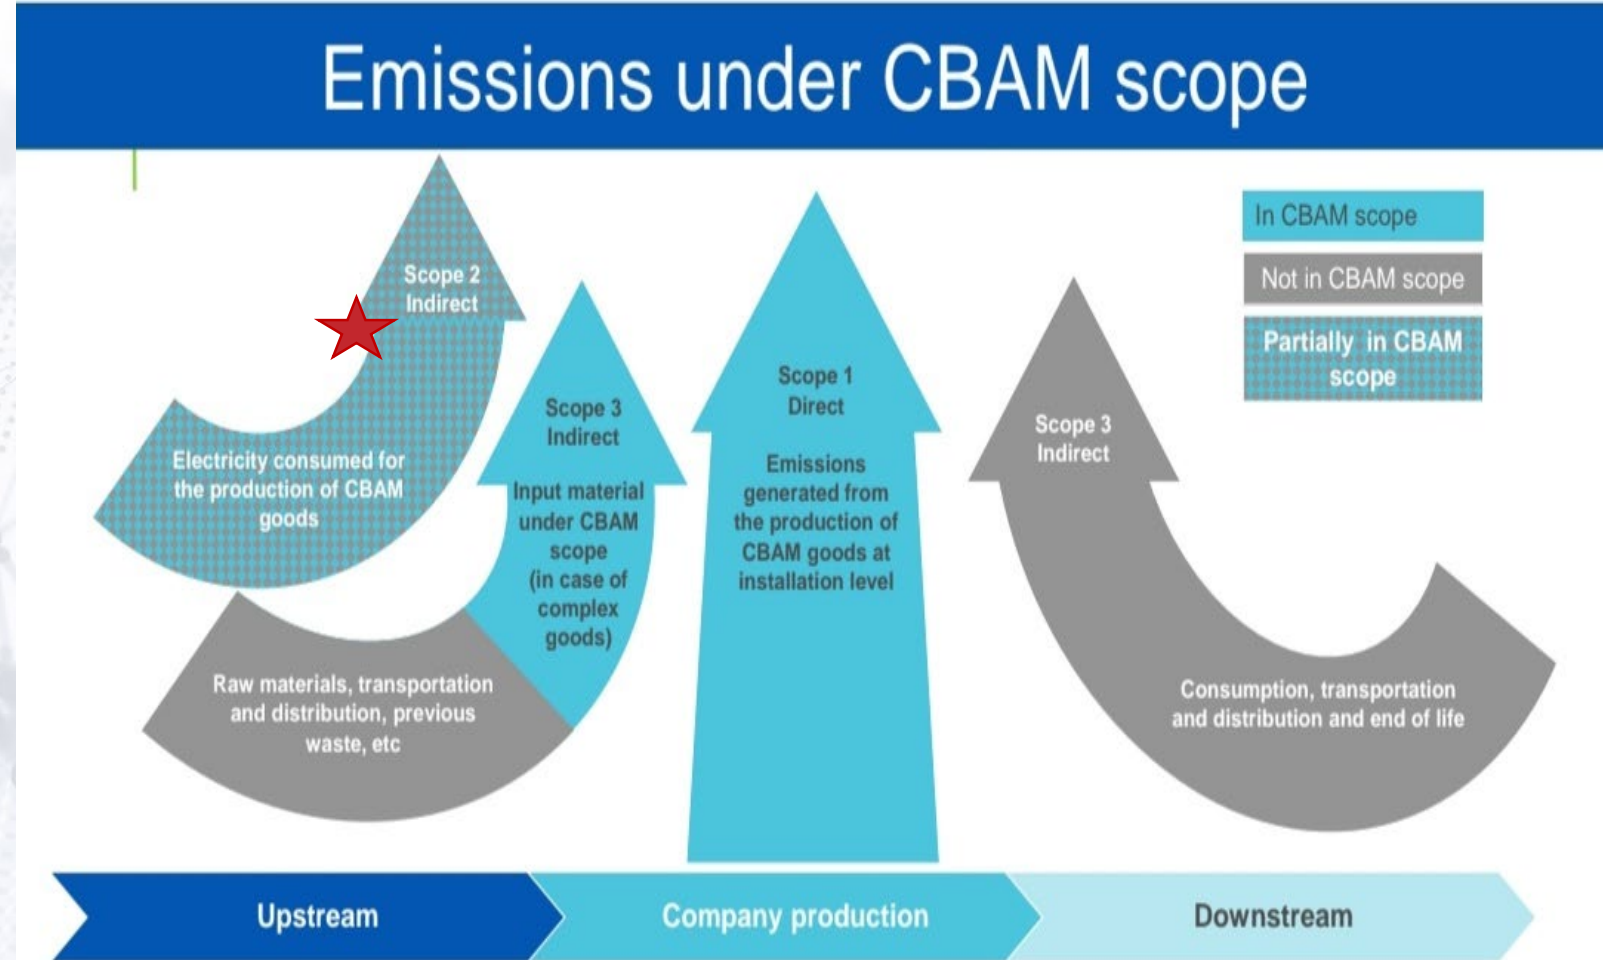 Emissions under CBAM scope
Scope 2
Indirect
Electricity consumed for
the production of CBAM
goods
Scope 3
Indirect
Input material
under CBAM
scope
(in case of
complex
goods)
Raw materials, transportation
and distribution, previous
waste, etc
Scope 1
Direct
Emissions
generated from
the production of
CBAM goods at
installation level
Scope 3
Indirect
Consumption, transportation
and distribution and end of life
In CBAM scope
Not in CBAM scope
Partially in CBAM
scope
Upstream
Company production
Downstream